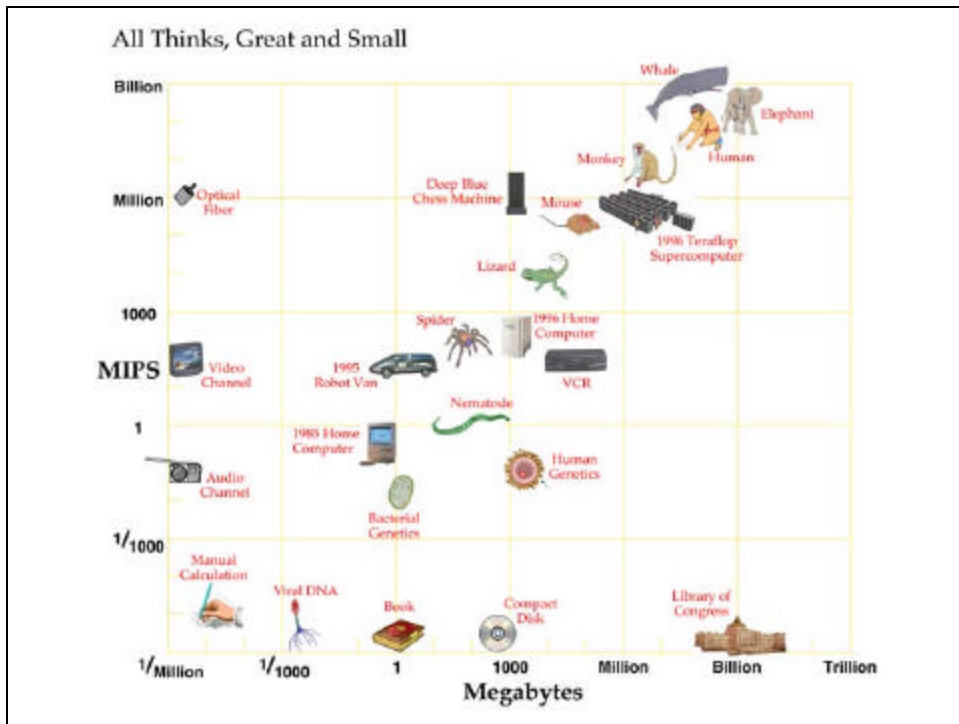 All Thinks, Great and Small
Whale
Billion
Elephant
Monkey
Human
Million
Optical
Fiber
Deep Blue
Chess Machine
Mouse
1996 Teraflop
Supercomputer
Lizard
1000
Spider
1996 Home
Computer
MIPS
Video
Channel
1995
Robot Van
VCR
Nematode
1
1985 Home
Computer
Human
Genetics
Audio
Channel
Bacterial
Genetics
1/1000
Manual
Calculation
Viral DNA
Book
Compact
Disk
Library of
Congress
1/Million
1/1000
1
1000
Million
Billion
Trillion
Megabytes